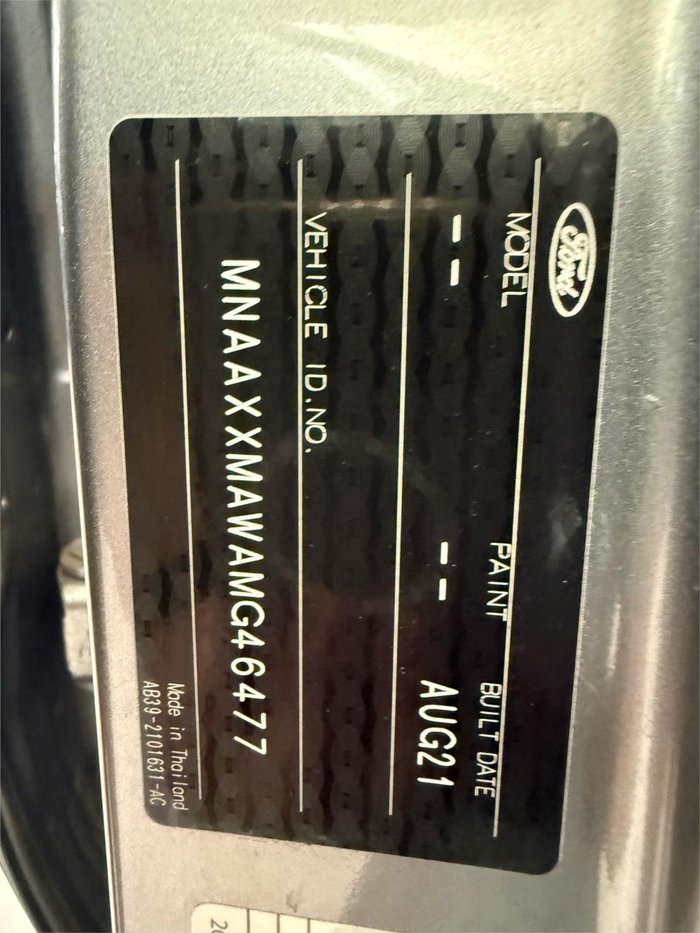 Ford
MODEL PAINT BUILT DATE
-- -- AUG21
VEHICLE ID.NO.
MNAAXXMAWAMG46477
Made in Thailand
AB39-2101631-AC